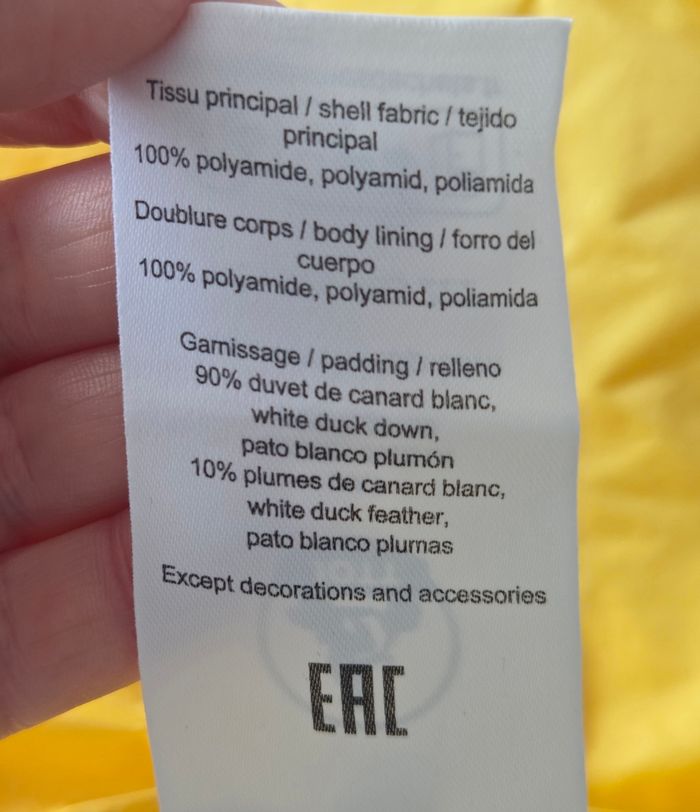 Tissu principal / shell fabric / tejido
principal
100% polyamide, polyamid, poliamida
Doublure corps / body lining / forro del
cuerpo
100% polyamide, polyamid, poliamida
Garnissage / padding / relleno
90% duvet de canard blanc,
white duck down,
pato blanco plumón
10% plumes de canard blanc,
white duck feather,
pato blanco plumas
Except decorations and accessories
EAC